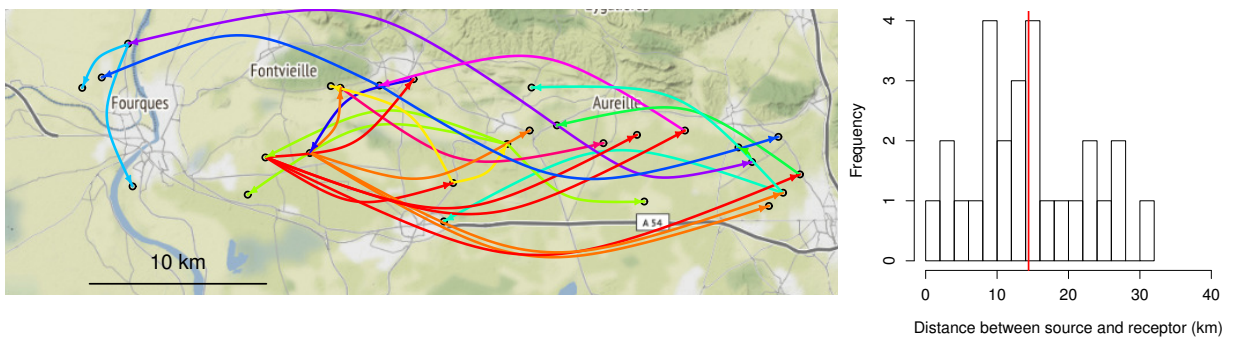 Fontvieille
Fourques
Aureille
A 54
10 km
Frequency
4
3
2
1
0
0 10 20 30 40
Distance between source and receptor (km)